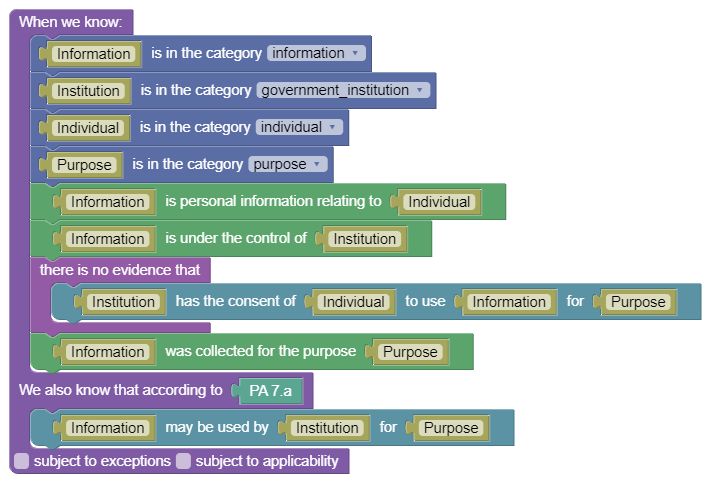 When we know:
Information is in the category information
Institution is in the category government_institution
Individual is in the category individual
Purpose is in the category purpose
Information is personal information relating to Individual
Information is under the control of Institution
there is no evidence that
Institution has the consent of Individual to use Information for Purpose
Information was collected for the purpose Purpose
We also know that according to PA 7.a
Information may be used by Institution for Purpose
subject to exceptions subject to applicability